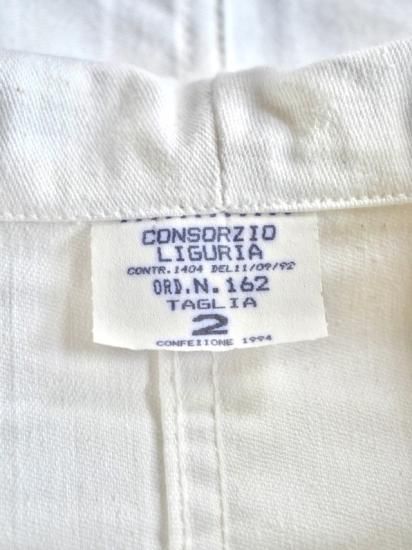 CONSORZIO
LIGURIA
CONTR.1404 DEL11/09/92
ORD.N.162
TAGLIA
2
CONFEZIONE 1994